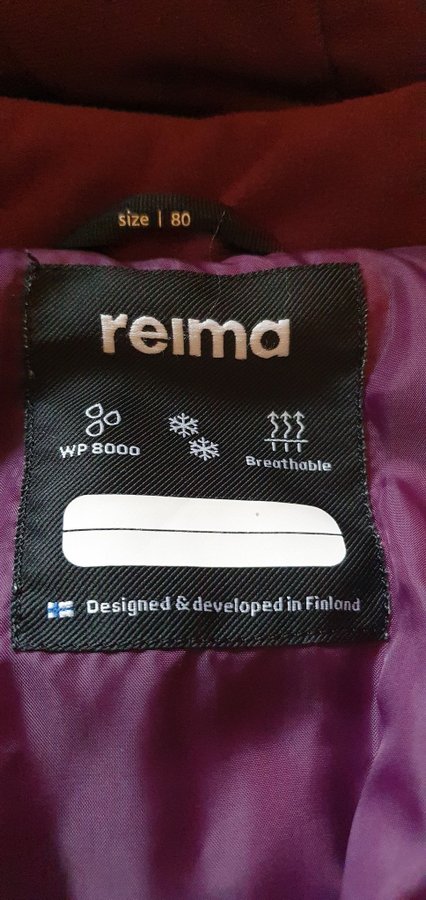 size | 80
reima
WP 8000
Breathable
Designed & developed in Finland